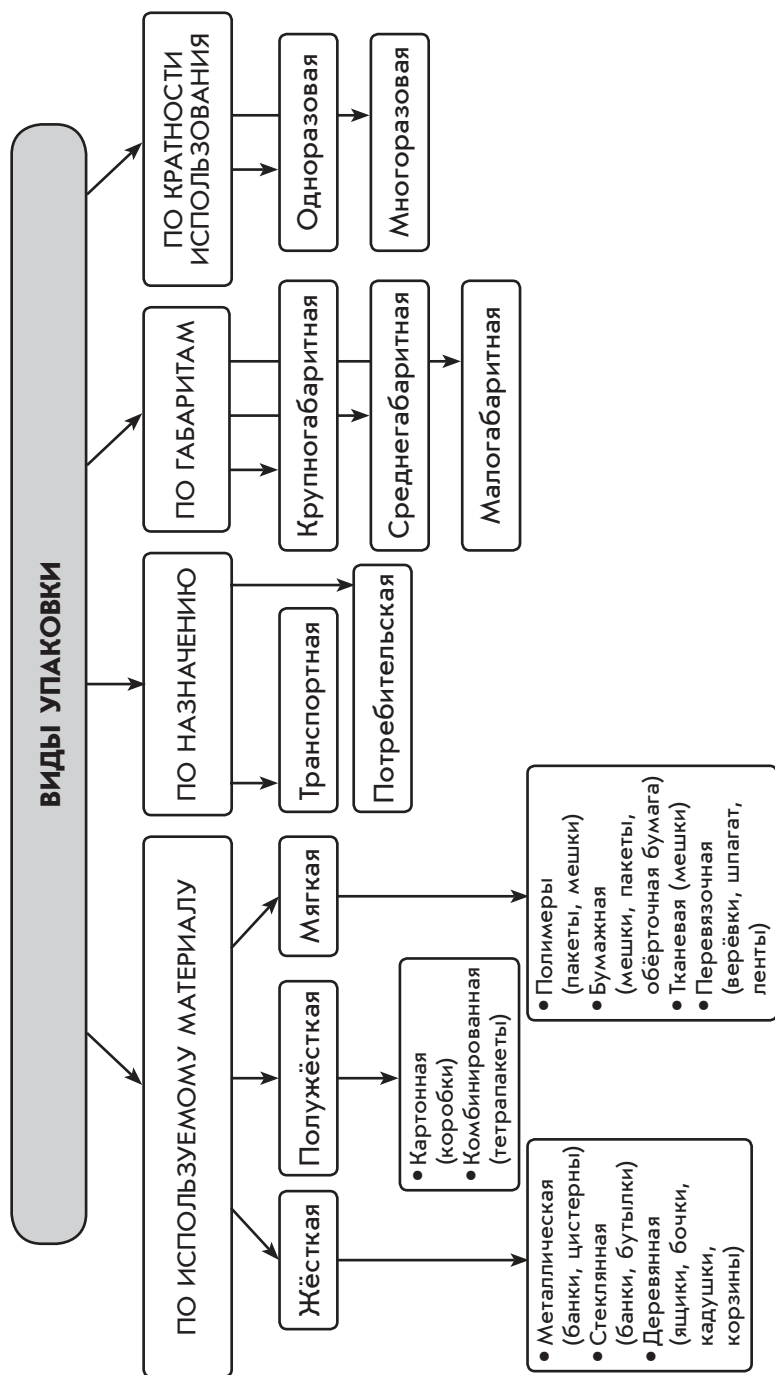 ВИДЫ УПАКОВКИ
ПО ИСПОЛЬЗУЕМОМУ МАТЕРИАЛУ
Жёсткая
• Металлическая
(банки, цистерны)
• Стеклянная
(банки, бутылки)
• Деревянная
(ящики, бочки,
кадушки,
корзины)
Полужёсткая
• Картонная
(коробки)
• Комбинированная
(тетрапакеты)
Мягкая
• Полимеры
(пакеты, мешки)
• Бумажная
(мешки, пакеты,
обёрточная бумага)
• Тканевая (мешки)
• Перевязочная
(верёвки, шпагат,
ленты)
ПО НАЗНАЧЕНИЮ
Транспортная
Потребительская
ПО ГАБАРИТАМ
Крупногабаритная
Среднегабаритная
Малогабаритная
ПО КРАТНОСТИ
ИСПОЛЬЗОВАНИЯ
Одноразовая
Многоразовая